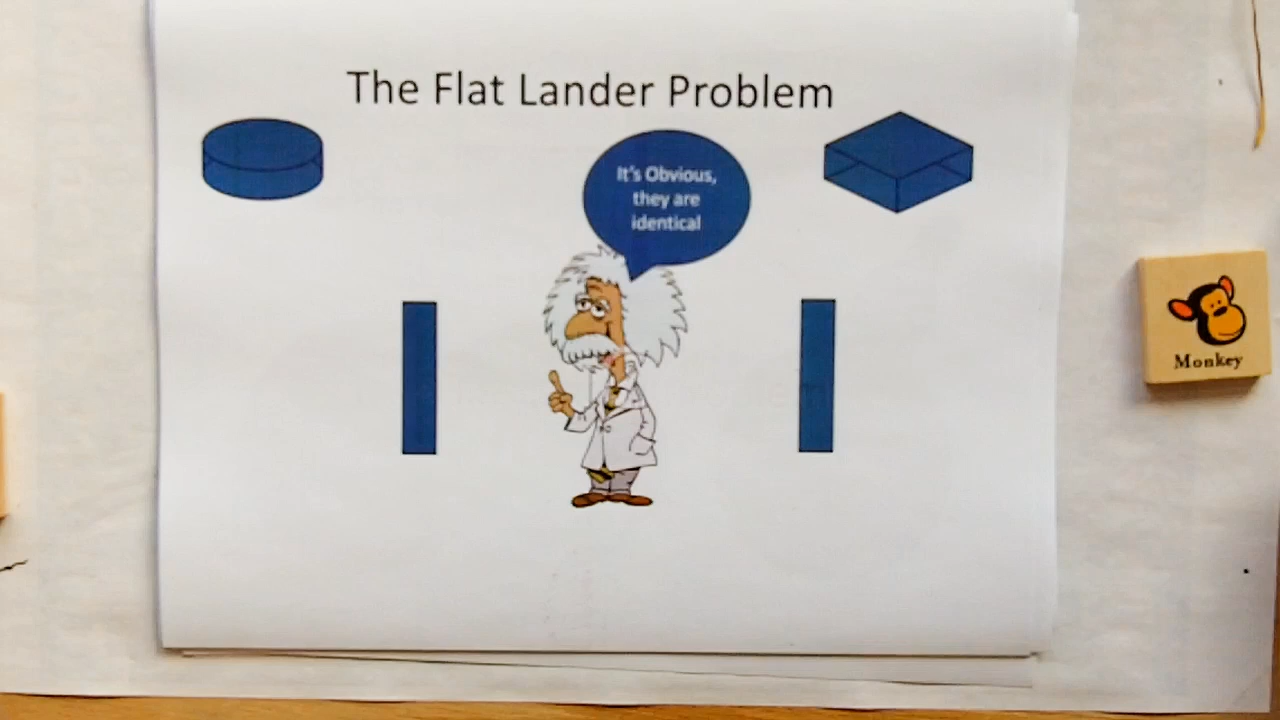 The Flat Lander Problem
It's Obvious,
they are
identical
Monkey